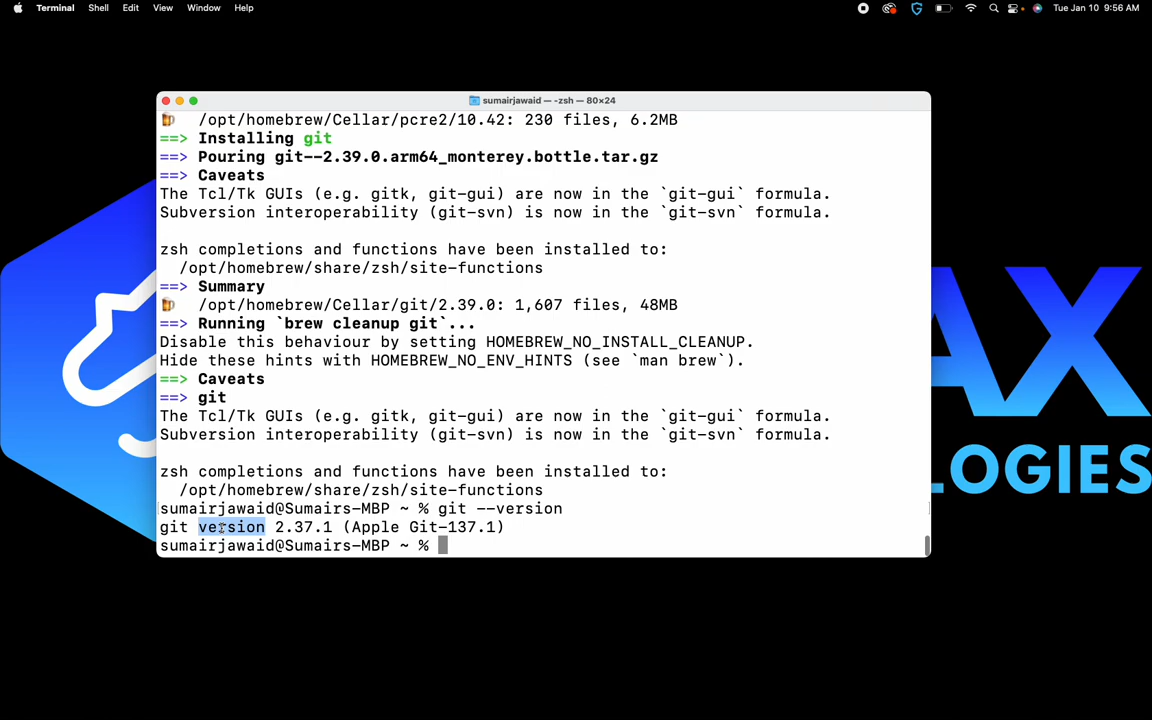 Terminal Shell Edit View Window Help Tue Jan 10 9:56 AM
sumairjawaid — -zsh — 80×24
/opt/homebrew/Cellar/pcre2/10.42: 230 files, 6.2MB
==> Installing git
==> Pouring git--2.39.0.arm64_monterey.bottle.tar.gz
==> Caveats
The Tcl/Tk GUIs (e.g. gitk, git-gui) are now in the `git-gui` formula.
Subversion interoperability (git-svn) is now in the `git-svn` formula.
zsh completions and functions have been installed to:
/opt/homebrew/share/zsh/site-functions
==> Summary
/opt/homebrew/Cellar/git/2.39.0: 1,607 files, 48MB
==> Running `brew cleanup git`...
Disable this behaviour by setting HOMEBREW_NO_INSTALL_CLEANUP.
Hide these hints with HOMEBREW_NO_ENV_HINTS (see `man brew`).
==> Caveats
==> git
The Tcl/Tk GUIs (e.g. gitk, git-gui) are now in the `git-gui` formula.
Subversion interoperability (git-svn) is now in the `git-svn` formula.
zsh completions and functions have been installed to:
/opt/homebrew/share/zsh/site-functions
sumairjawaid@Sumairs-MBP ~ % git --version
git version 2.37.1 (Apple Git-137.1)
sumairjawaid@Sumairs-MBP ~ %
AX
OGIES